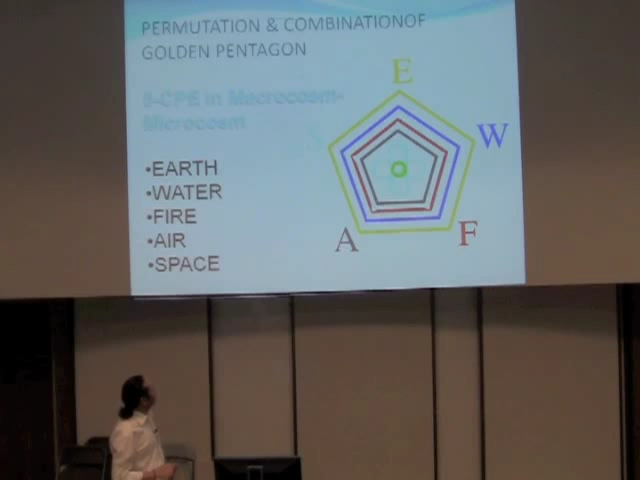 PERMUTATION & COMBINATIONOF
GOLDEN PENTAGON
5-CPE in Macrocosm-
Microcosm
•EARTH
•WATER
•FIRE
•AIR
•SPACE
E
S
W
A
F